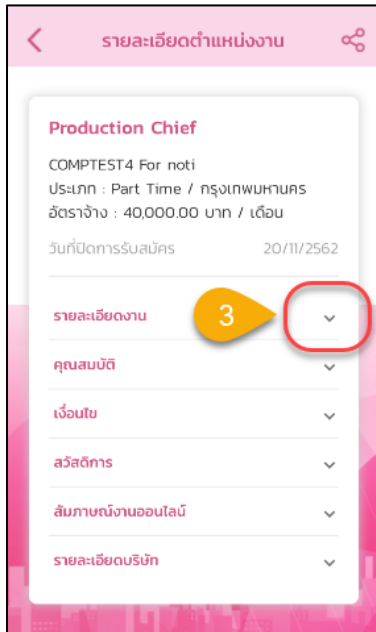 รายละเอียดตำแหน่งงาน
Production Chief
COMPTEST4 For noti
ประเภท : Part Time / กรุงเทพมหานคร
อัตราจ้าง : 40,000.00 บาท / เดือน
วันที่ปิดการรับสมัคร 20/11/2562
รายละเอียดงาน 3
คุณสมบัติ
เงื่อนไข
สวัสดิการ
สัมภาษณ์งานออนไลน์
รายละเอียดบริษัท